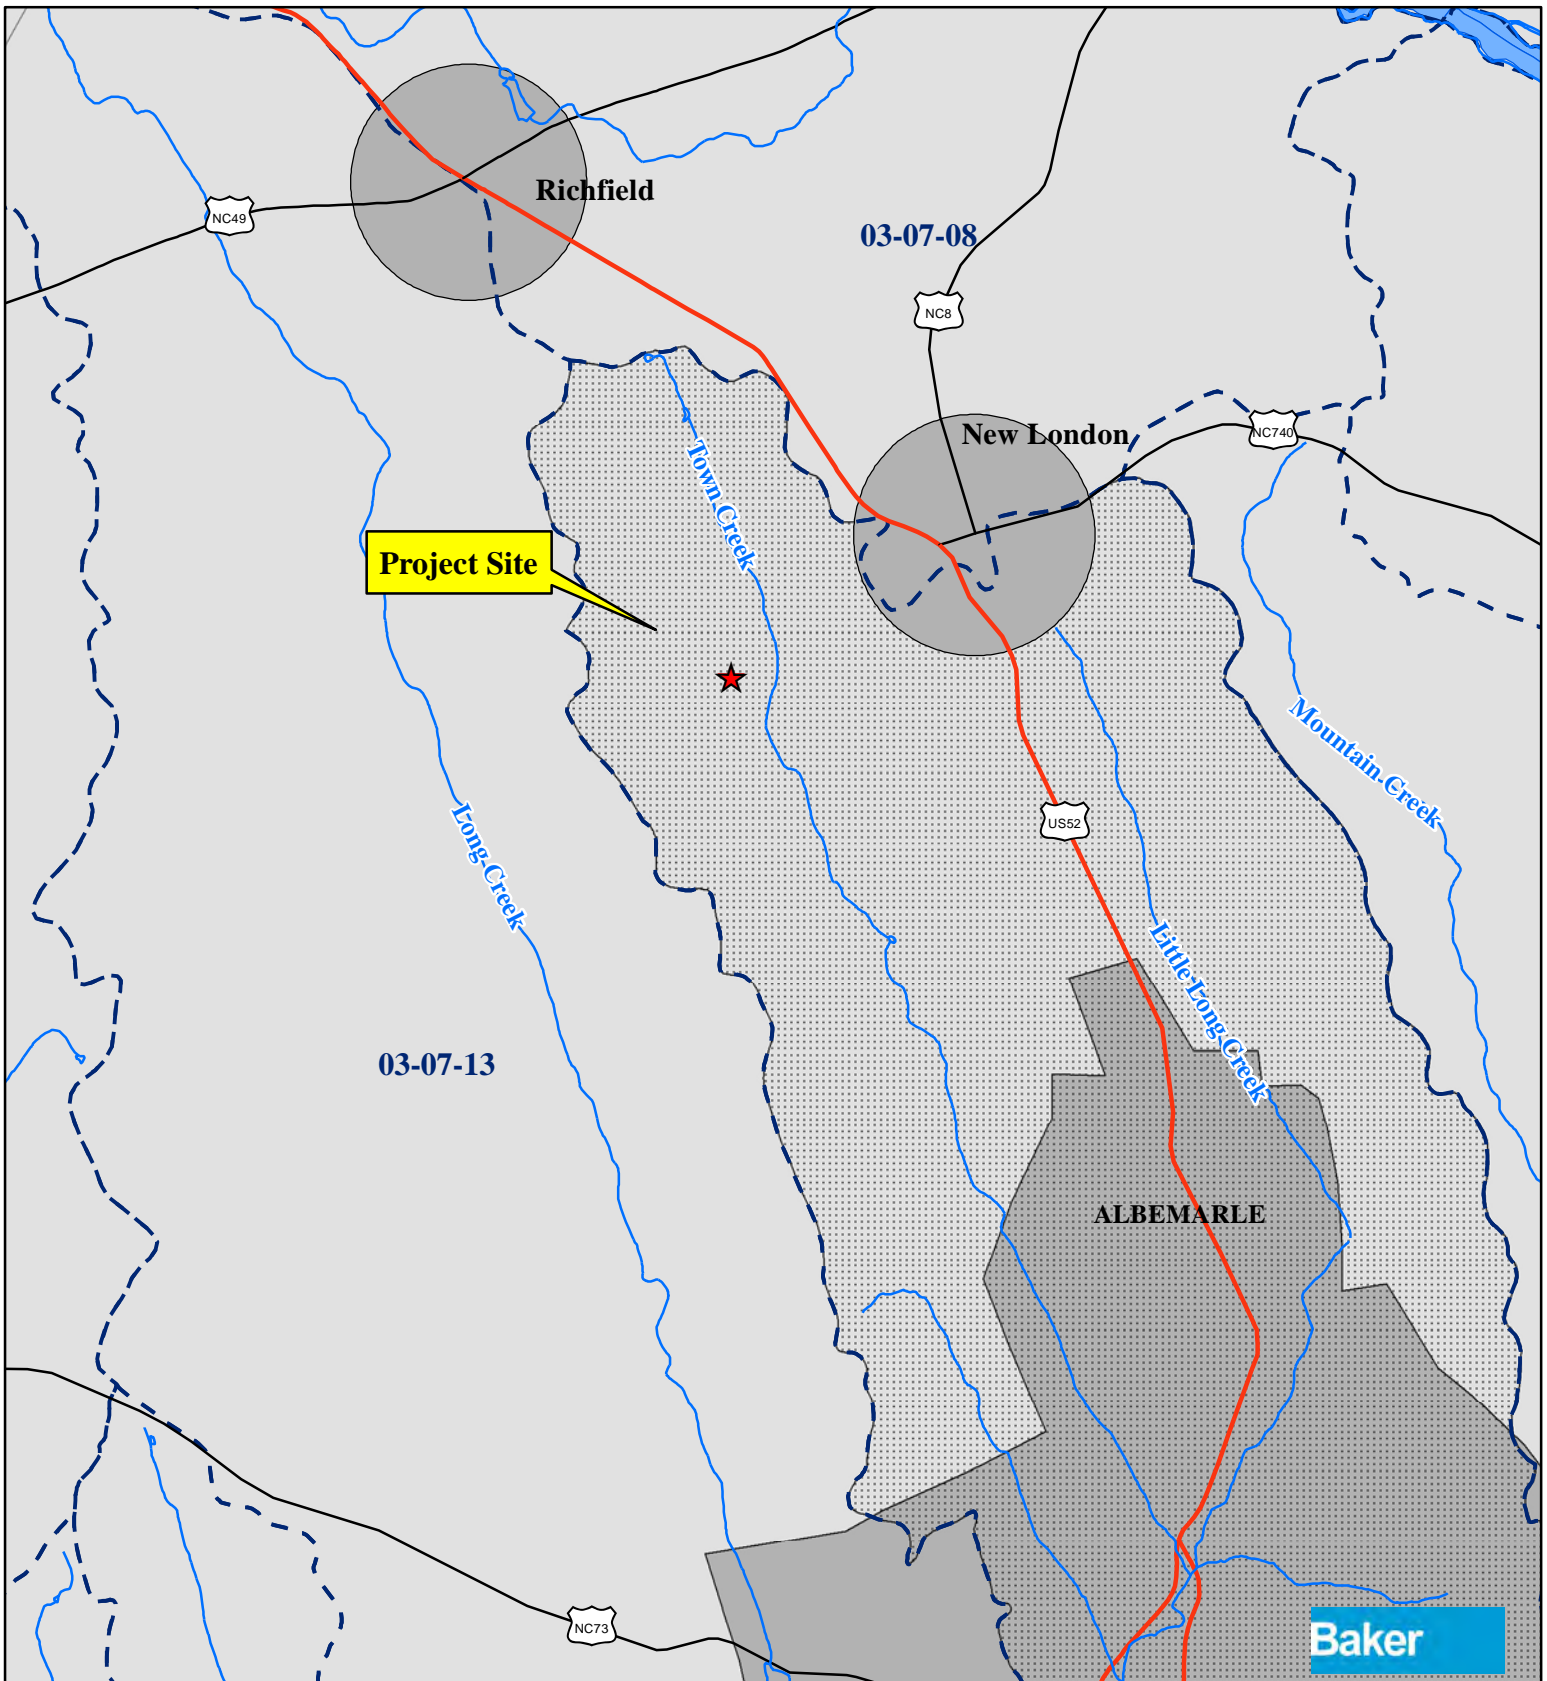 Richfield
NC49
03-07-08
NC8
New London
NC740
Town Creek
Project Site
Mountain Creek
US52
Long Creek
Little Long Creek
03-07-13
ALBEMARLE
NC73
Baker